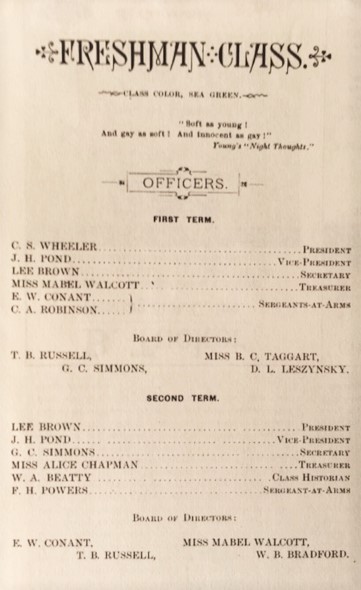 FRESHMAN CLASS.
CLASS COLOR, SEA GREEN.
"Soft as young!
And gay as soft! And innocent as gay!"
Young's "Night Thoughts."
OFFICERS.
FIRST TERM.
C. S. WHEELER PRESIDENT
J. H. POND VICE-PRESIDENT
LEE BROWN SECRETARY
MISS MABEL WALCOTT TREASURER
E. W. CONANT
C. A. ROBINSON SERGEANTS-AT-ARMS
BOARD OF DIRECTORS:
T. B. RUSSELL, MISS B. C, TAGGART,
G. C. SIMMONS, D. L. LESZYNSKY.
SECOND TERM.
LEE BROWN PRESIDENT
J. H. POND VICE-PRESIDENT
G. C. SIMMONS SECRETARY
MISS ALICE CHAPMAN TREASURER
W. A. BEATTY CLASS HISTORIAN
F. H. POWERS SERGEANT-AT-ARMS
BOARD OF DIRECTORS:
E. W. CONANT, MISS MABEL WALCOTT,
T. B. RUSSELL, W. B. BRADFORD.